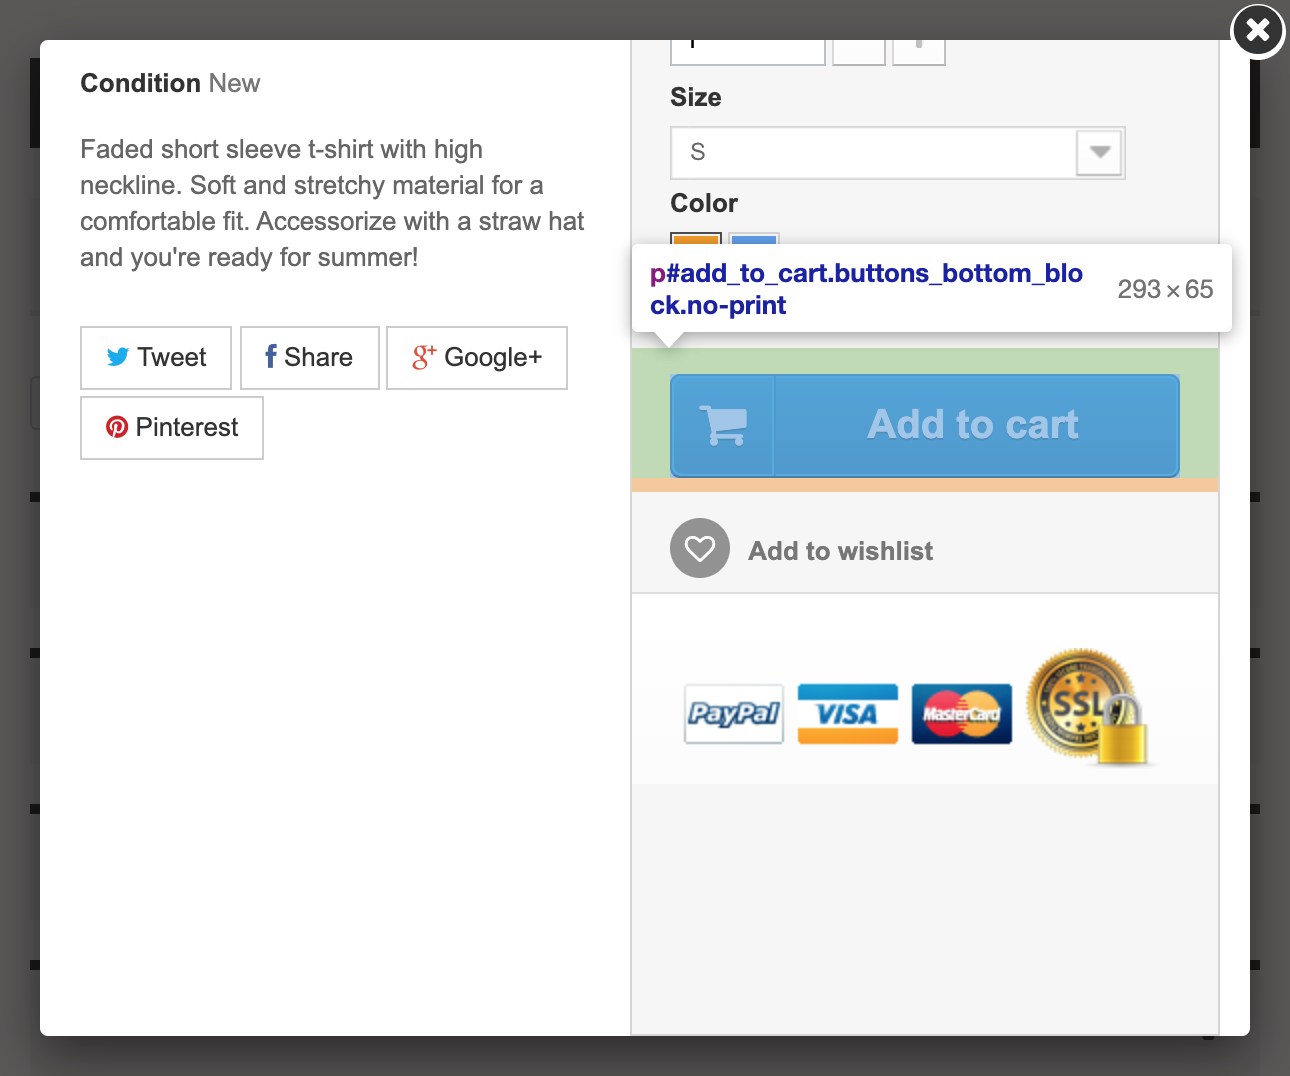 Condition New
Faded short sleeve t-shirt with high
neckline. Soft and stretchy material for a
comfortable fit. Accessorize with a straw hat
and you're ready for summer!
Tweet
Share
Google+
Pinterest
Size
S
Color
p#add_to_cart.buttons_bottom_blo
ck.no-print
293 × 65
Add to cart
Add to wishlist
PayPal
VISA
MasterCard
SSL